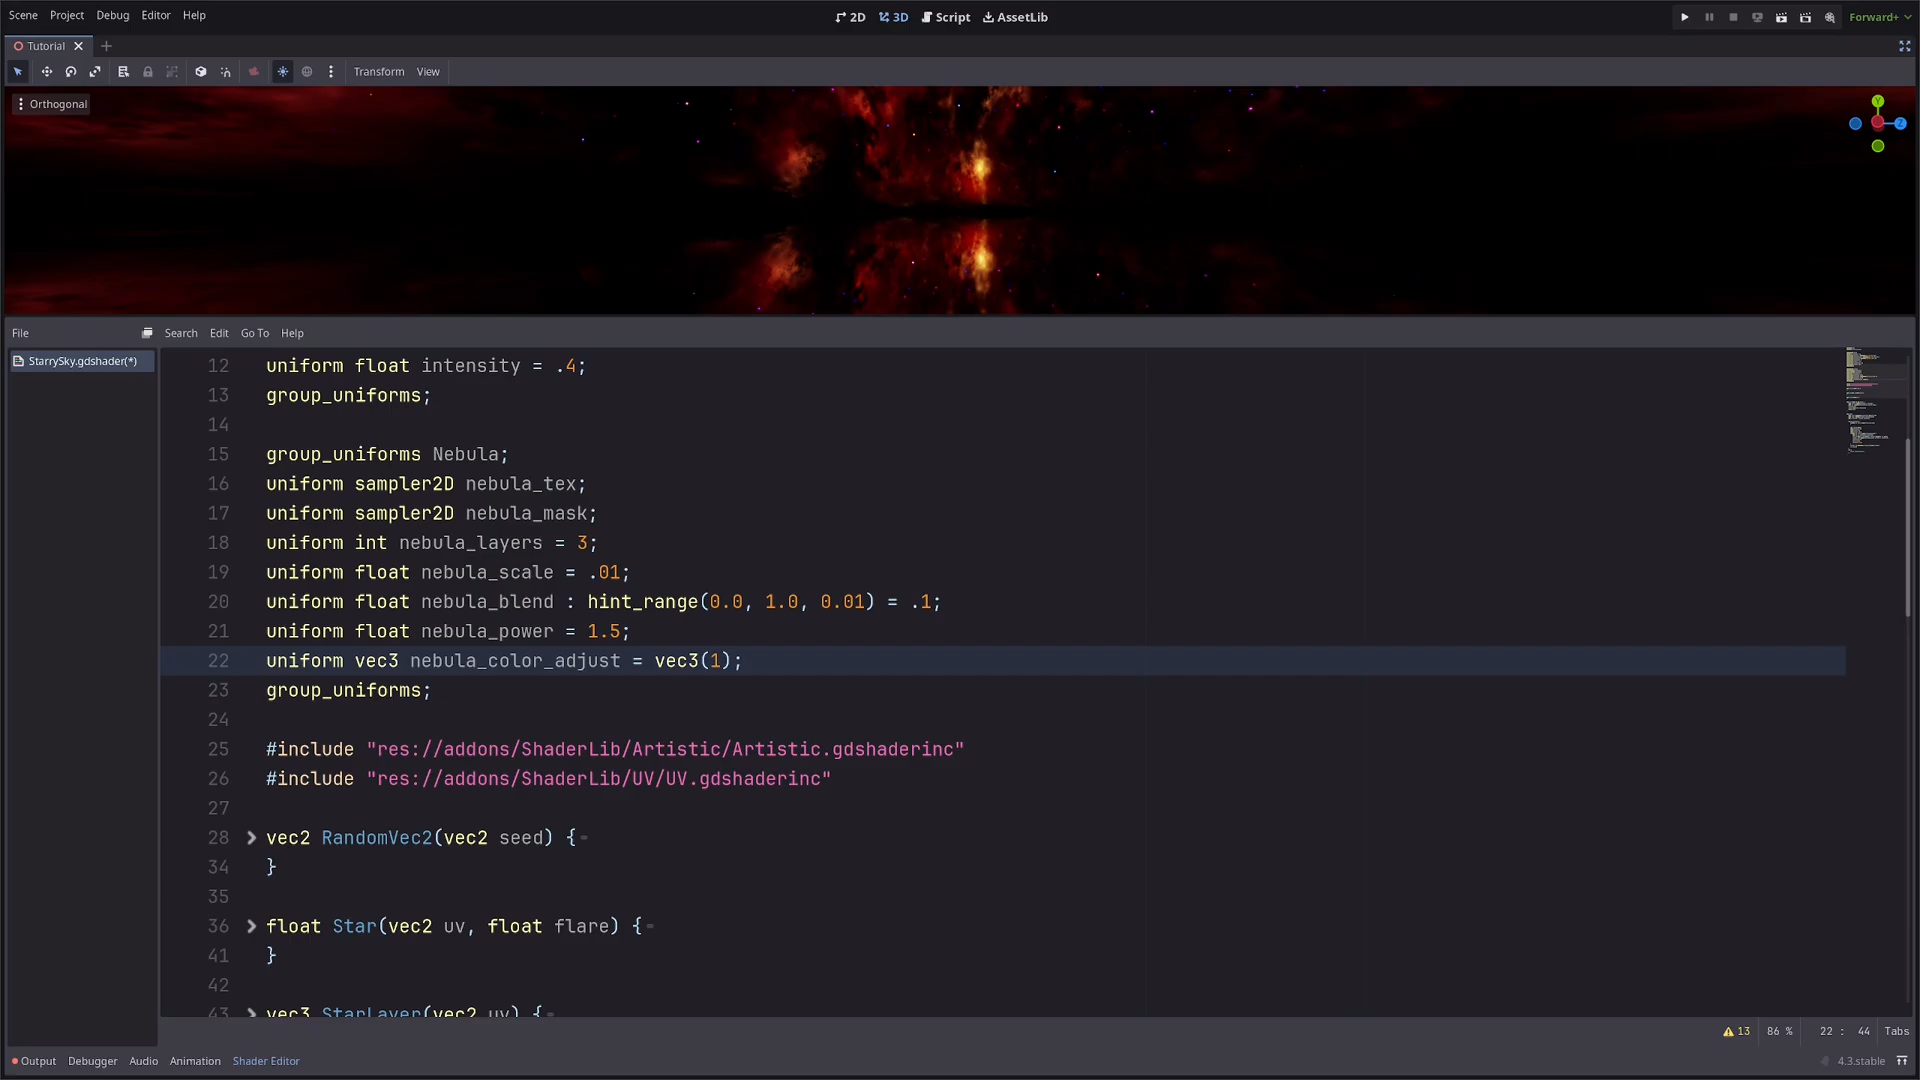 Scene Project Debug Editor Help
2D 3D Script AssetLib
Forward+
Tutorial
Transform View
Orthogonal
Y
Z
File Search Edit Go To Help
StarrySky.gdshader(*)
12 uniform float intensity = .4;
13 group_uniforms;
14
15 group_uniforms Nebula;
16 uniform sampler2D nebula_tex;
17 uniform sampler2D nebula_mask;
18 uniform int nebula_layers = 3;
19 uniform float nebula_scale = .01;
20 uniform float nebula_blend : hint_range(0.0, 1.0, 0.01) = .1;
21 uniform float nebula_power = 1.5;
22 uniform vec3 nebula_color_adjust = vec3(1);
23 group_uniforms;
24
25 #include "res://addons/ShaderLib/Artistic/Artistic.gdshaderinc"
26 #include "res://addons/ShaderLib/UV/UV.gdshaderinc"
27
28 vec2 RandomVec2(vec2 seed) {
34 }
35
36 float Star(vec2 uv, float flare) {
41 }
42
43 vec3 StarLayer(vec2 uv) {
13 86 % 22 : 44 Tabs
Output Debugger Audio Animation Shader Editor
4.3.stable